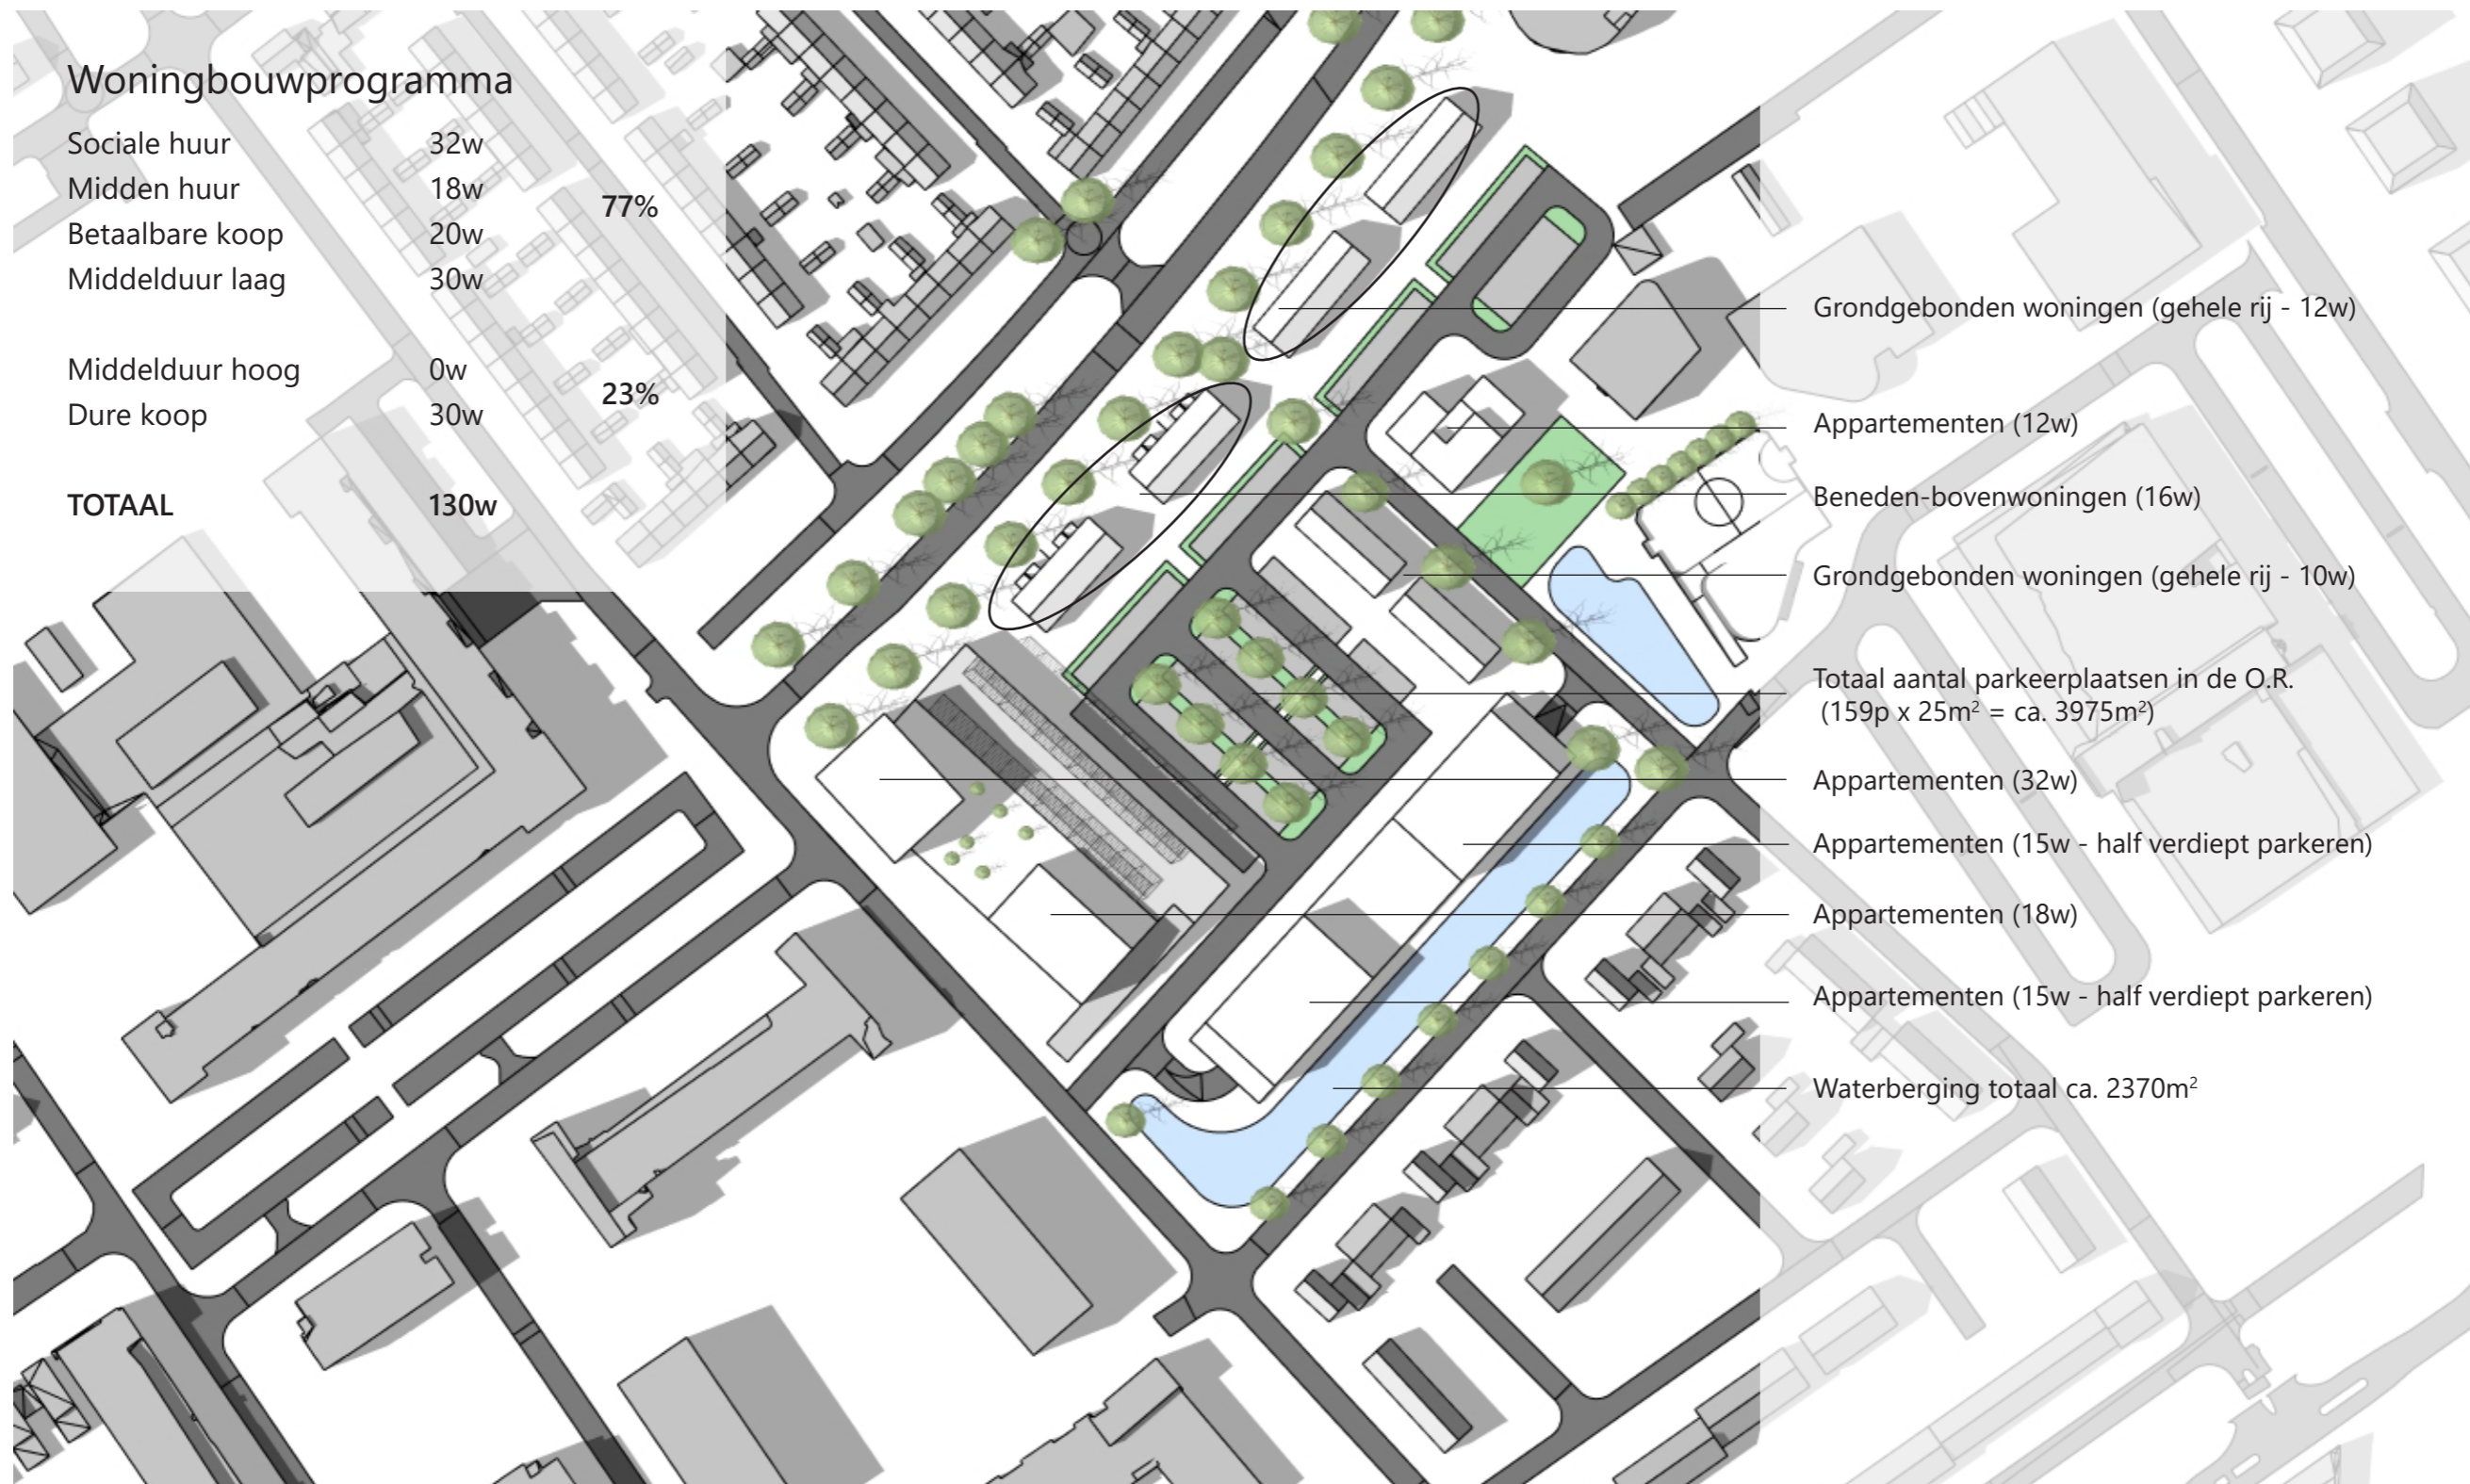 Woningbouwprogramma
Sociale huur 32w
Midden huur 18w
77%
Betaalbare koop 20w
Middelduur laag 30w
Middelduur hoog 0w
23%
Dure koop 30w
TOTAAL 130w
Grondgebonden woningen (gehele rij - 12w)
Appartementen (12w)
Beneden-bovenwoningen (16w)
Grondgebonden woningen (gehele rij - 10w)
Totaal aantal parkeerplaatsen in de O.R.
(159p x 25m² = ca. 3975m²)
Appartementen (32w)
Appartementen (15w - half verdiept parkeren)
Appartementen (18w)
Appartementen (15w - half verdiept parkeren)
Waterberging totaal ca. 2370m²